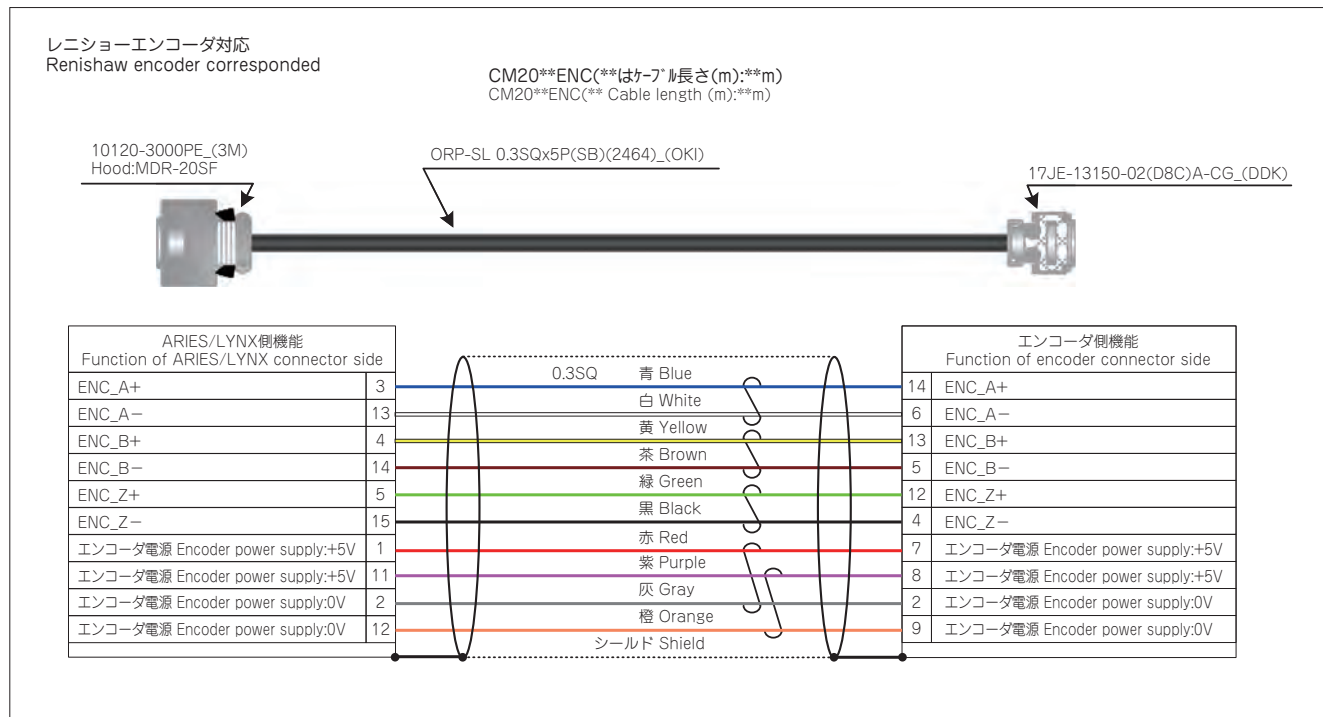 レニショーエンコーダ対応
Renishaw encoder corresponded
CM20**ENC(**はｹｰﾌﾞﾙ長さ(m):**m)
CM20**ENC(** Cable length (m):**m)
10120-3000PE_(3M)
Hood:MDR-20SF
ORP-SL 0.3SQx5P(SB)(2464)_(OKI)
17JE-13150-02(D8C)A-CG_(DDK)
ARIES/LYNX側機能
Function of ARIES/LYNX connector side
エンコーダ側機能
Function of encoder connector side
ENC_A+ 3 0.3SQ 青 Blue 14 ENC_A+
ENC_A− 13 白 White 6 ENC_A−
ENC_B+ 4 黄 Yellow 13 ENC_B+
ENC_B− 14 茶 Brown 5 ENC_B−
ENC_Z+ 5 緑 Green 12 ENC_Z+
ENC_Z− 15 黒 Black 4 ENC_Z−
エンコーダ電源 Encoder power supply:+5V 1 赤 Red 7 エンコーダ電源 Encoder power supply:+5V
エンコーダ電源 Encoder power supply:+5V 11 紫 Purple 8 エンコーダ電源 Encoder power supply:+5V
エンコーダ電源 Encoder power supply:0V 2 灰 Gray 2 エンコーダ電源 Encoder power supply:0V
エンコーダ電源 Encoder power supply:0V 12 橙 Orange 9 エンコーダ電源 Encoder power supply:0V
シールド Shield